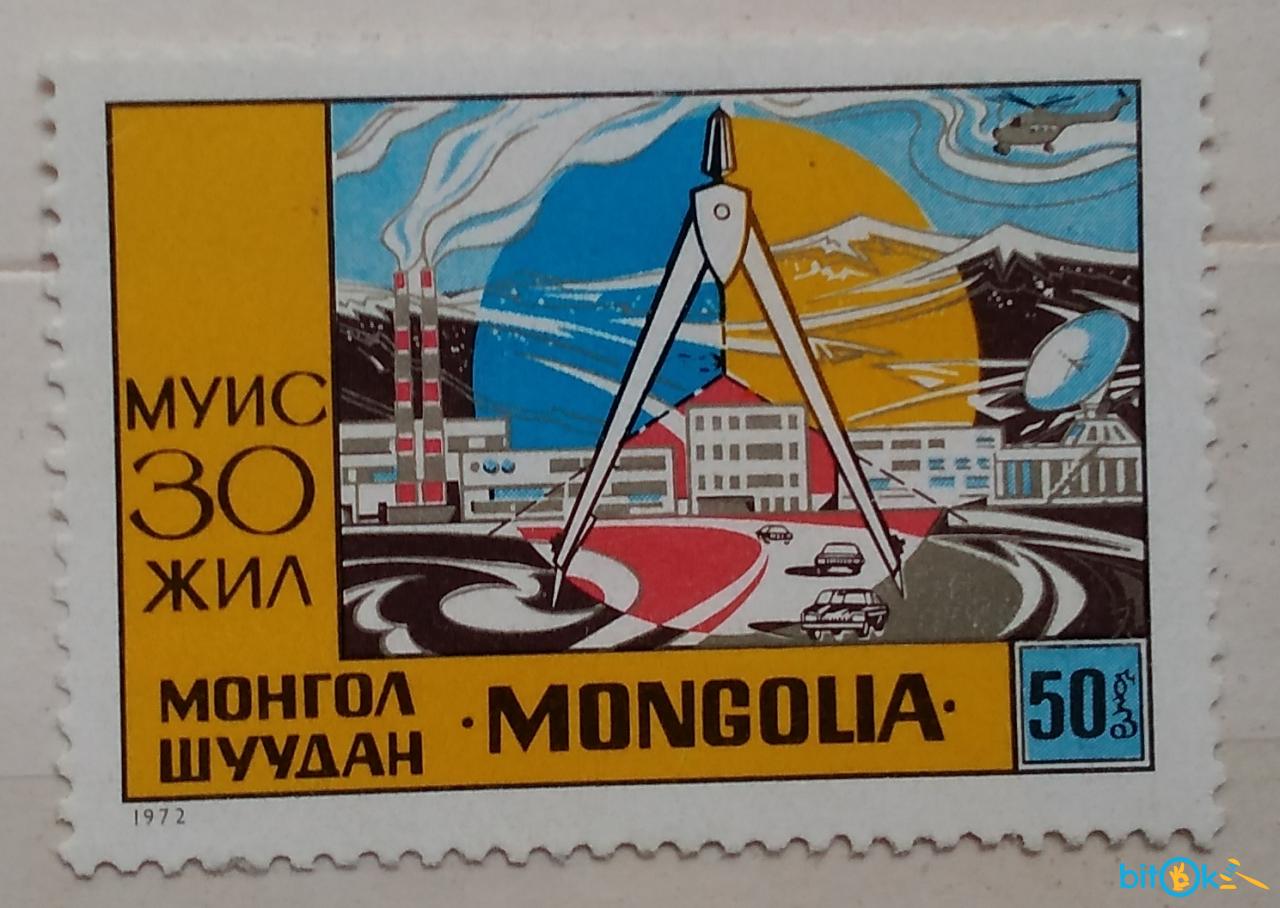 МУИС
30
ЖИЛ
МОНГОЛ
ШУУДАН
·MONGOLIA·
50
1972
bitOk